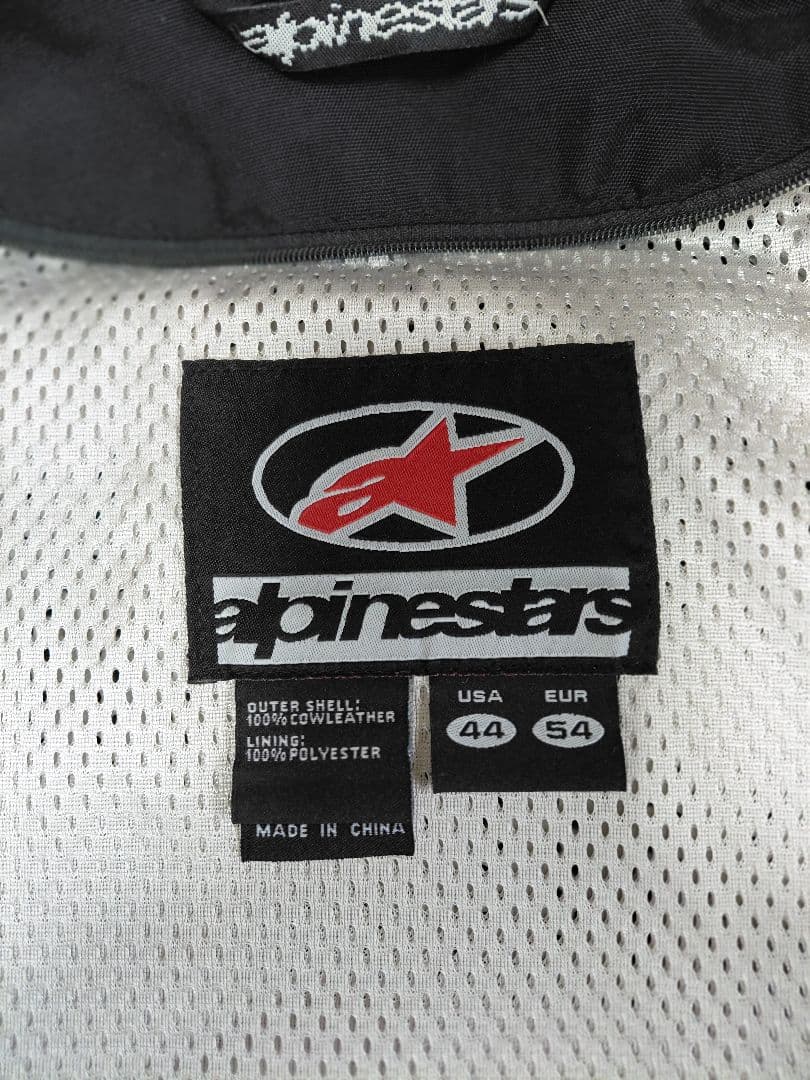 alpinestars
alpinestars
OUTER SHELL:
100% COWLEATHER
LINING:
100% POLYESTER
MADE IN CHINA
USA EUR
44 54